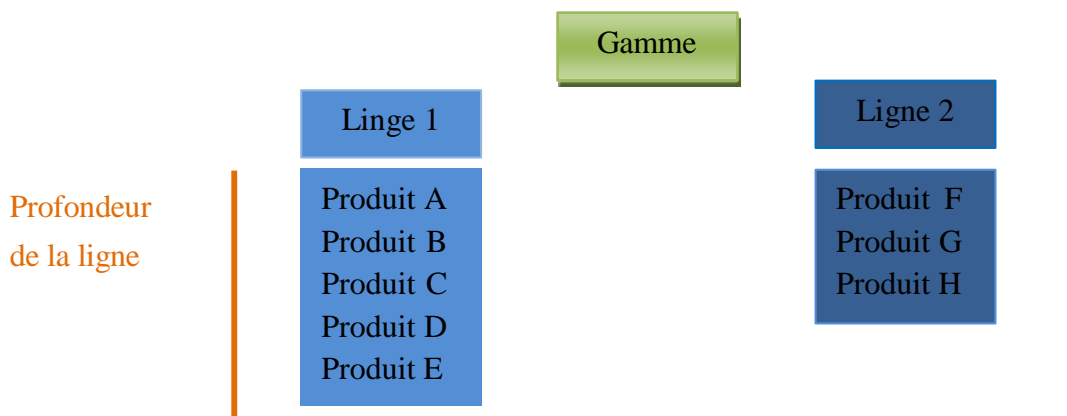 Gamme
Linge 1
Ligne 2
Profondeur
de la ligne
Produit A
Produit B
Produit C
Produit D
Produit E
Produit F
Produit G
Produit H